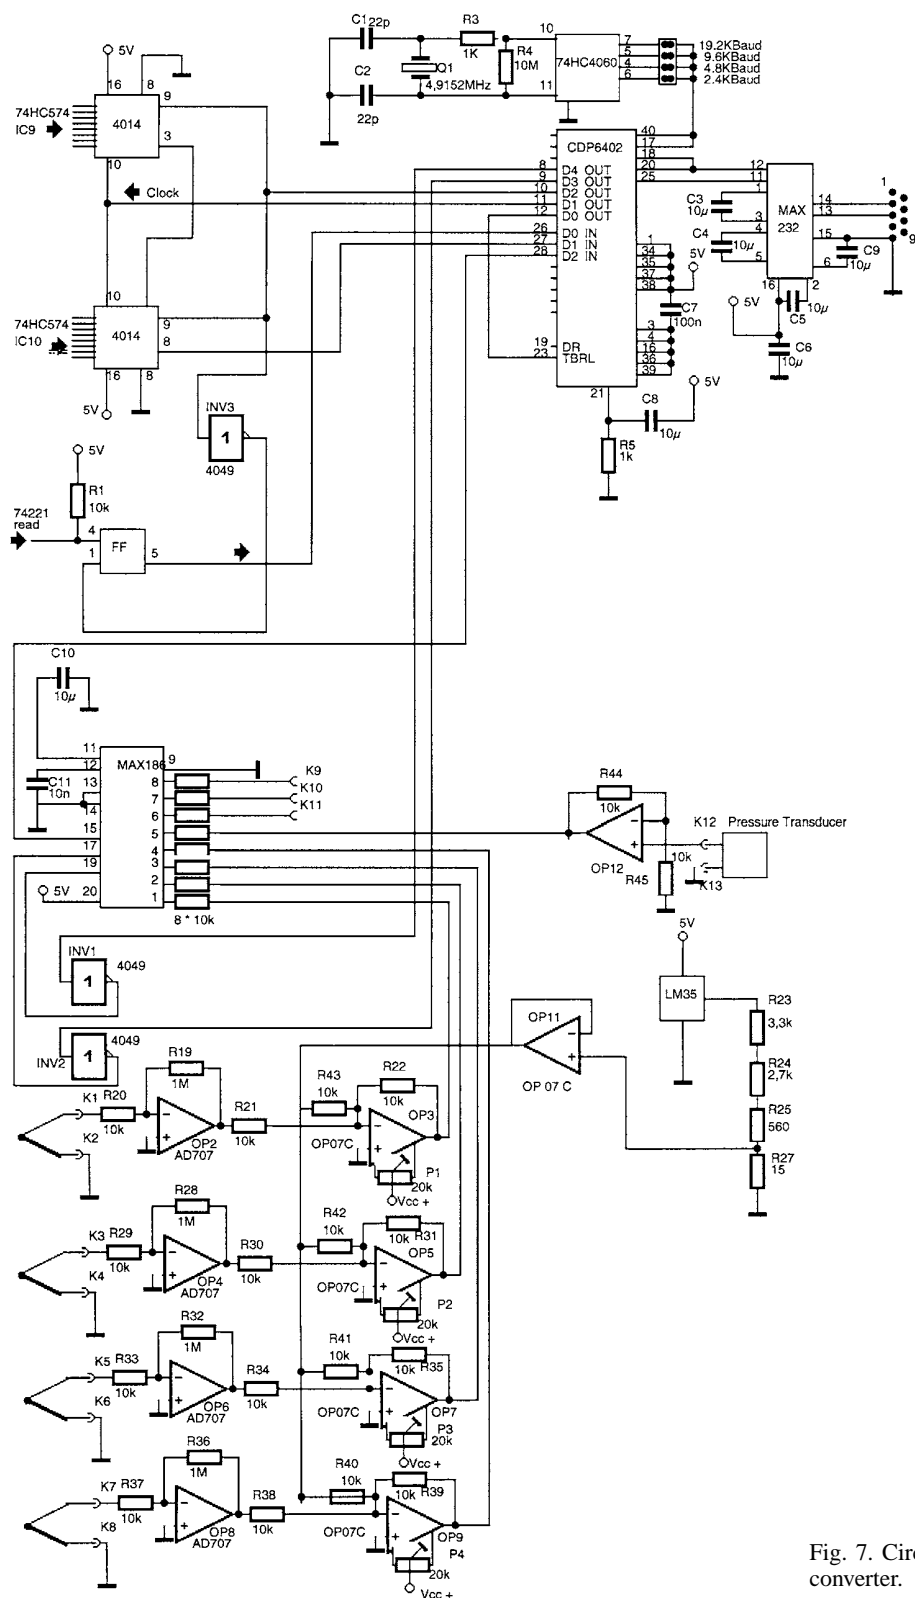 C1 22p
R3
1K
R4
10M
C2
22p
Q1
4,9152MHz
10
11
74HC4060
7
5
4
6
19.2KBaud
9.6KBaud
4.8KBaud
2.4KBaud
5V
16
8
9
74HC574
IC9
4014
3
10
Clock
10
74HC574
IC10
4014
9
8
16
8
5V
CDP6402
8 D4 OUT
9 D3 OUT
10 D2 OUT
11 D1 OUT
12 D0 OUT
26 D0 IN
27 D1 IN
28 D2 IN
19 DR
23 TBRL
21
40
17
18
20
25
1
34
35
37
38
3
4
16
36
39
5V
C7
100n
C8
10µ
5V
R5
1k
12
11
1
3
4
5
16
2
14
13
15
6
MAX
232
C3
10µ
C4
10µ
C9
10µ
5V
C5
10µ
C6
10µ
1
9
INV3
1
4049
5V
R1
10k
74221
read
4
1
FF
5
C10
10µ
C11
10n
MAX186
11
12
13
14
15
17
19
20
5V
9
8
7
6
5
4
3
2
1
8 * 10k
K9
K10
K11
R44
10k
OP12
10k
R45
K12
K13
Pressure Transducer
INV1
1
4049
INV2
1
4049
5V
LM35
R23
3,3k
R24
2,7k
R25
560
R27
15
OP11
OP 07 C
K1
R20
10k
K2
R19
1M
OP2
AD707
R21
10k
R43
10k
R22
10k
OP3
OP07C
P1
20k
Vcc +
K3
R29
10k
K4
R28
1M
OP4
AD707
R30
10k
R42
10k
10k
R31
OP5
OP07C
P2
20k
Vcc +
K5
R33
10k
K6
R32
1M
OP6
AD707
R34
10k
R41
10k
10k
R35
OP7
OP07C
P3
20k
Vcc +
K7
R37
10k
K8
R36
1M
OP8
AD707
R38
10k
R40
10k
10k
R39
OP9
OP07C
P4
20k
Vcc +
Fig. 7. Circ
converter.